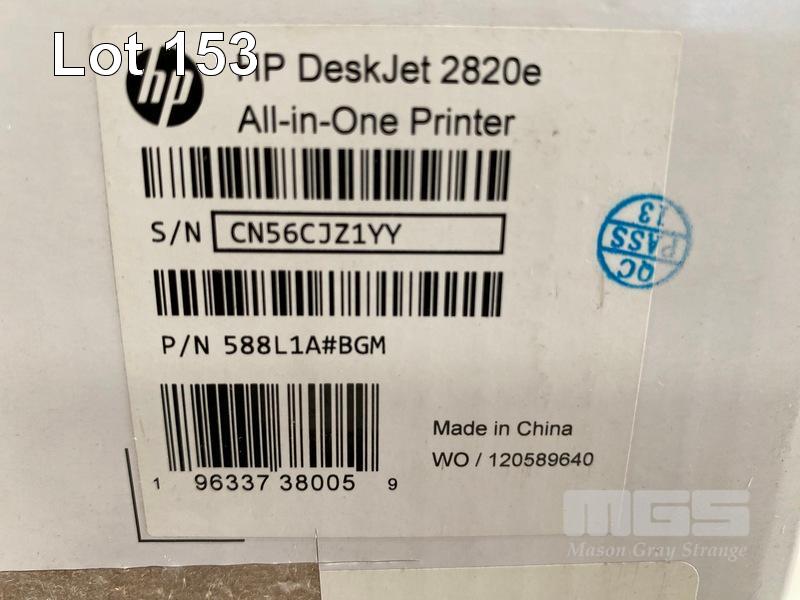 Lot 153
hp
HP DeskJet 2820e
All-in-One Printer
S/N CN56CJZ1YY
P/N 588L1A#BGM
1 96337 38005 9
Made in China
WO / 120589640
QC
PASS
13
MGS
Mason Gray Strange